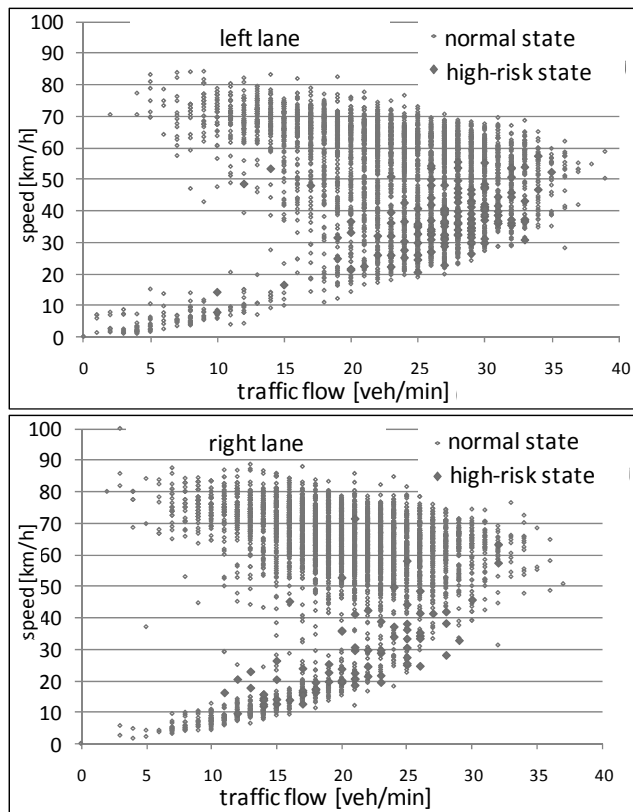 left lane
normal state
high-risk state
speed [km/h]
100
90
80
70
60
50
40
30
20
10
0
0 5 10 15 20 25 30 35 40
traffic flow [veh/min]
right lane
normal state
high-risk state
speed [km/h]
100
90
80
70
60
50
40
30
20
10
0
0 5 10 15 20 25 30 35 40
traffic flow [veh/min]